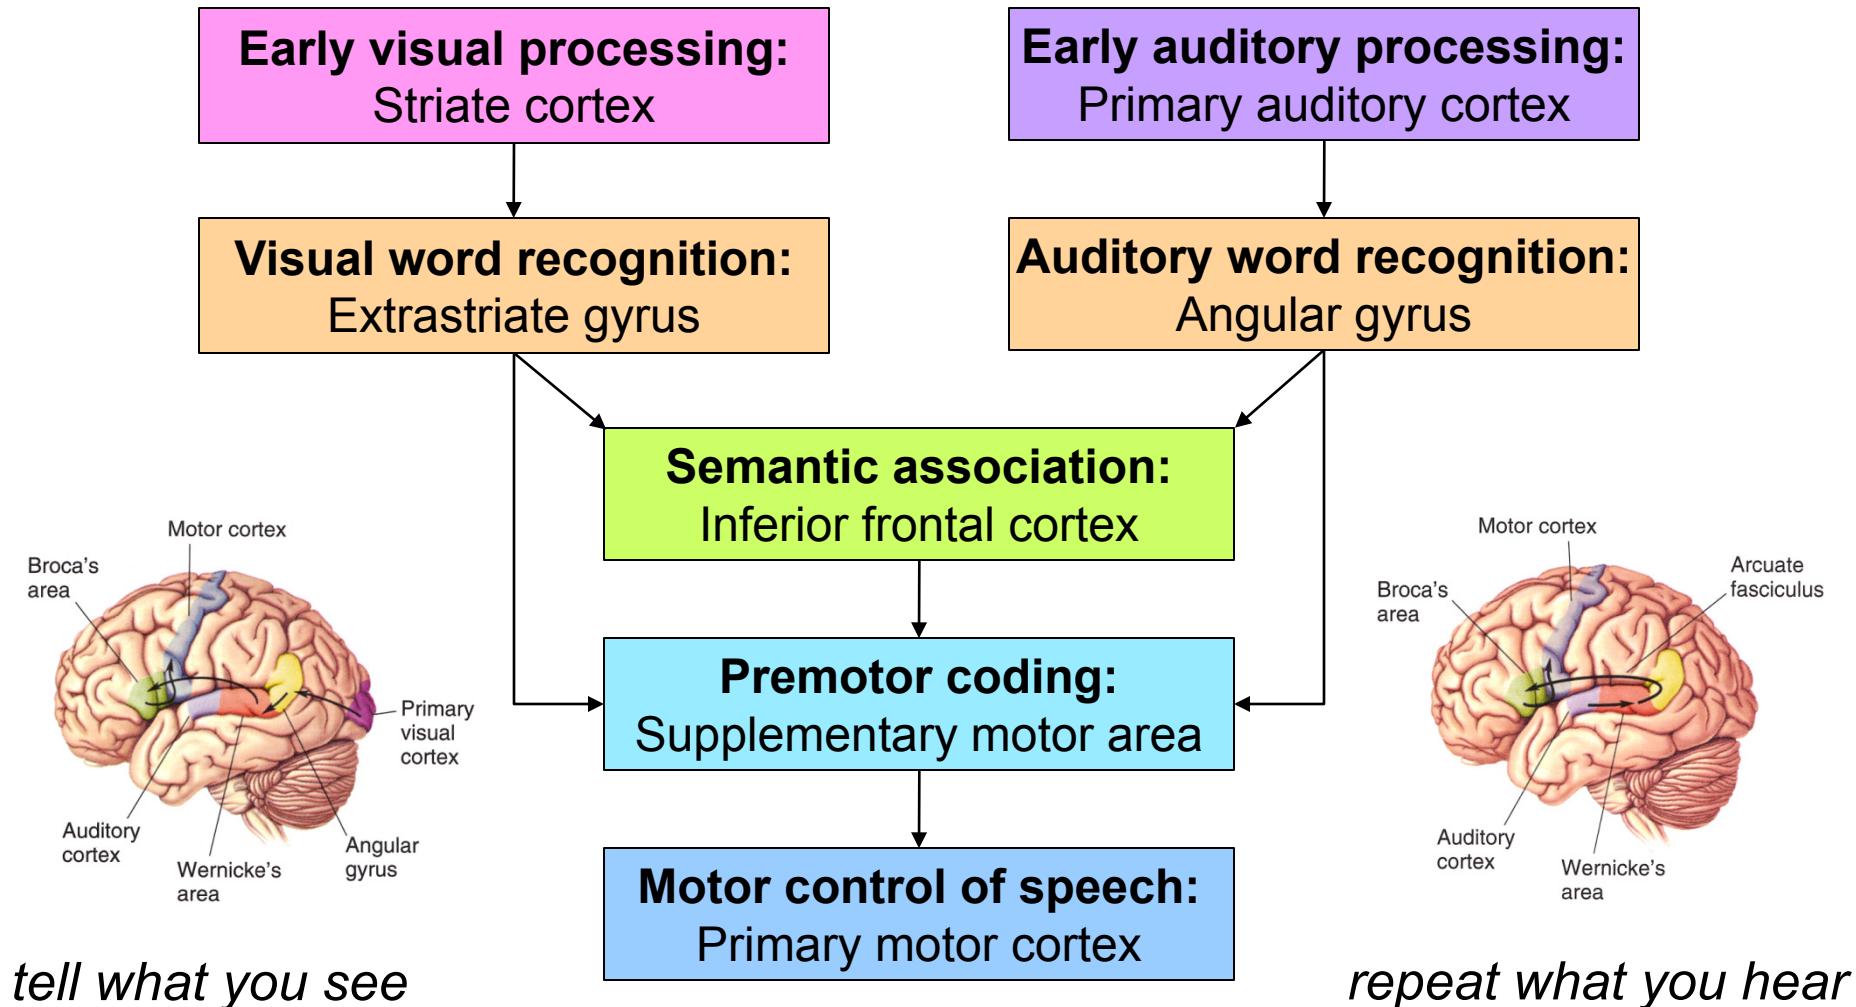 Early visual processing:
Striate cortex
Early auditory processing:
Primary auditory cortex
Visual word recognition:
Extrastriate gyrus
Auditory word recognition:
Angular gyrus
Semantic association:
Inferior frontal cortex
Premotor coding:
Supplementary motor area
Motor control of speech:
Primary motor cortex
Motor cortex
Broca's
area
Primary
visual
cortex
Auditory
cortex
Wernicke's
area
Angular
gyrus
tell what you see
Motor cortex
Arcuate
fasciculus
Broca's
area
Auditory
cortex
Wernicke's
area
repeat what you hear